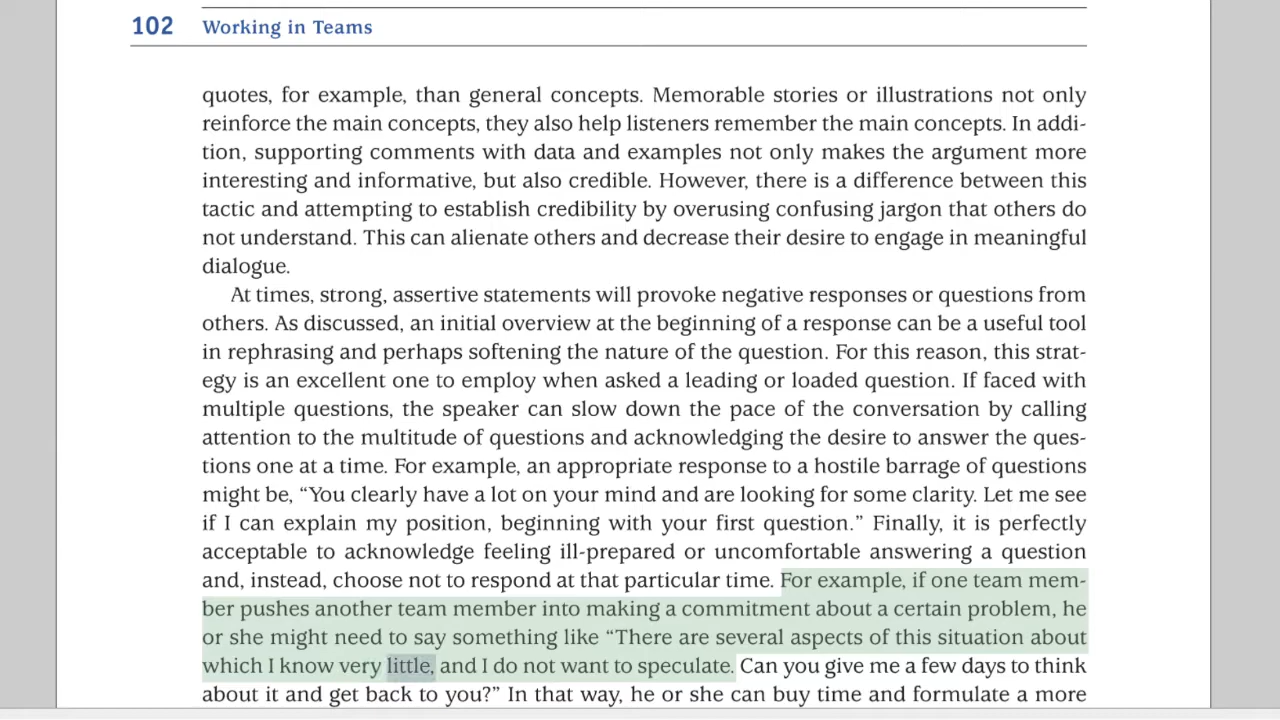 102 Working in Teams
quotes, for example, than general concepts. Memorable stories or illustrations not only
reinforce the main concepts, they also help listeners remember the main concepts. In addi-
tion, supporting comments with data and examples not only makes the argument more
interesting and informative, but also credible. However, there is a difference between this
tactic and attempting to establish credibility by overusing confusing jargon that others do
not understand. This can alienate others and decrease their desire to engage in meaningful
dialogue.
At times, strong, assertive statements will provoke negative responses or questions from
others. As discussed, an initial overview at the beginning of a response can be a useful tool
in rephrasing and perhaps softening the nature of the question. For this reason, this strat-
egy is an excellent one to employ when asked a leading or loaded question. If faced with
multiple questions, the speaker can slow down the pace of the conversation by calling
attention to the multitude of questions and acknowledging the desire to answer the ques-
tions one at a time. For example, an appropriate response to a hostile barrage of questions
might be, “You clearly have a lot on your mind and are looking for some clarity. Let me see
if I can explain my position, beginning with your first question.” Finally, it is perfectly
acceptable to acknowledge feeling ill-prepared or uncomfortable answering a question
and, instead, choose not to respond at that particular time. For example, if one team mem-
ber pushes another team member into making a commitment about a certain problem, he
or she might need to say something like “There are several aspects of this situation about
which I know very little, and I do not want to speculate. Can you give me a few days to think
about it and get back to you?” In that way, he or she can buy time and formulate a more